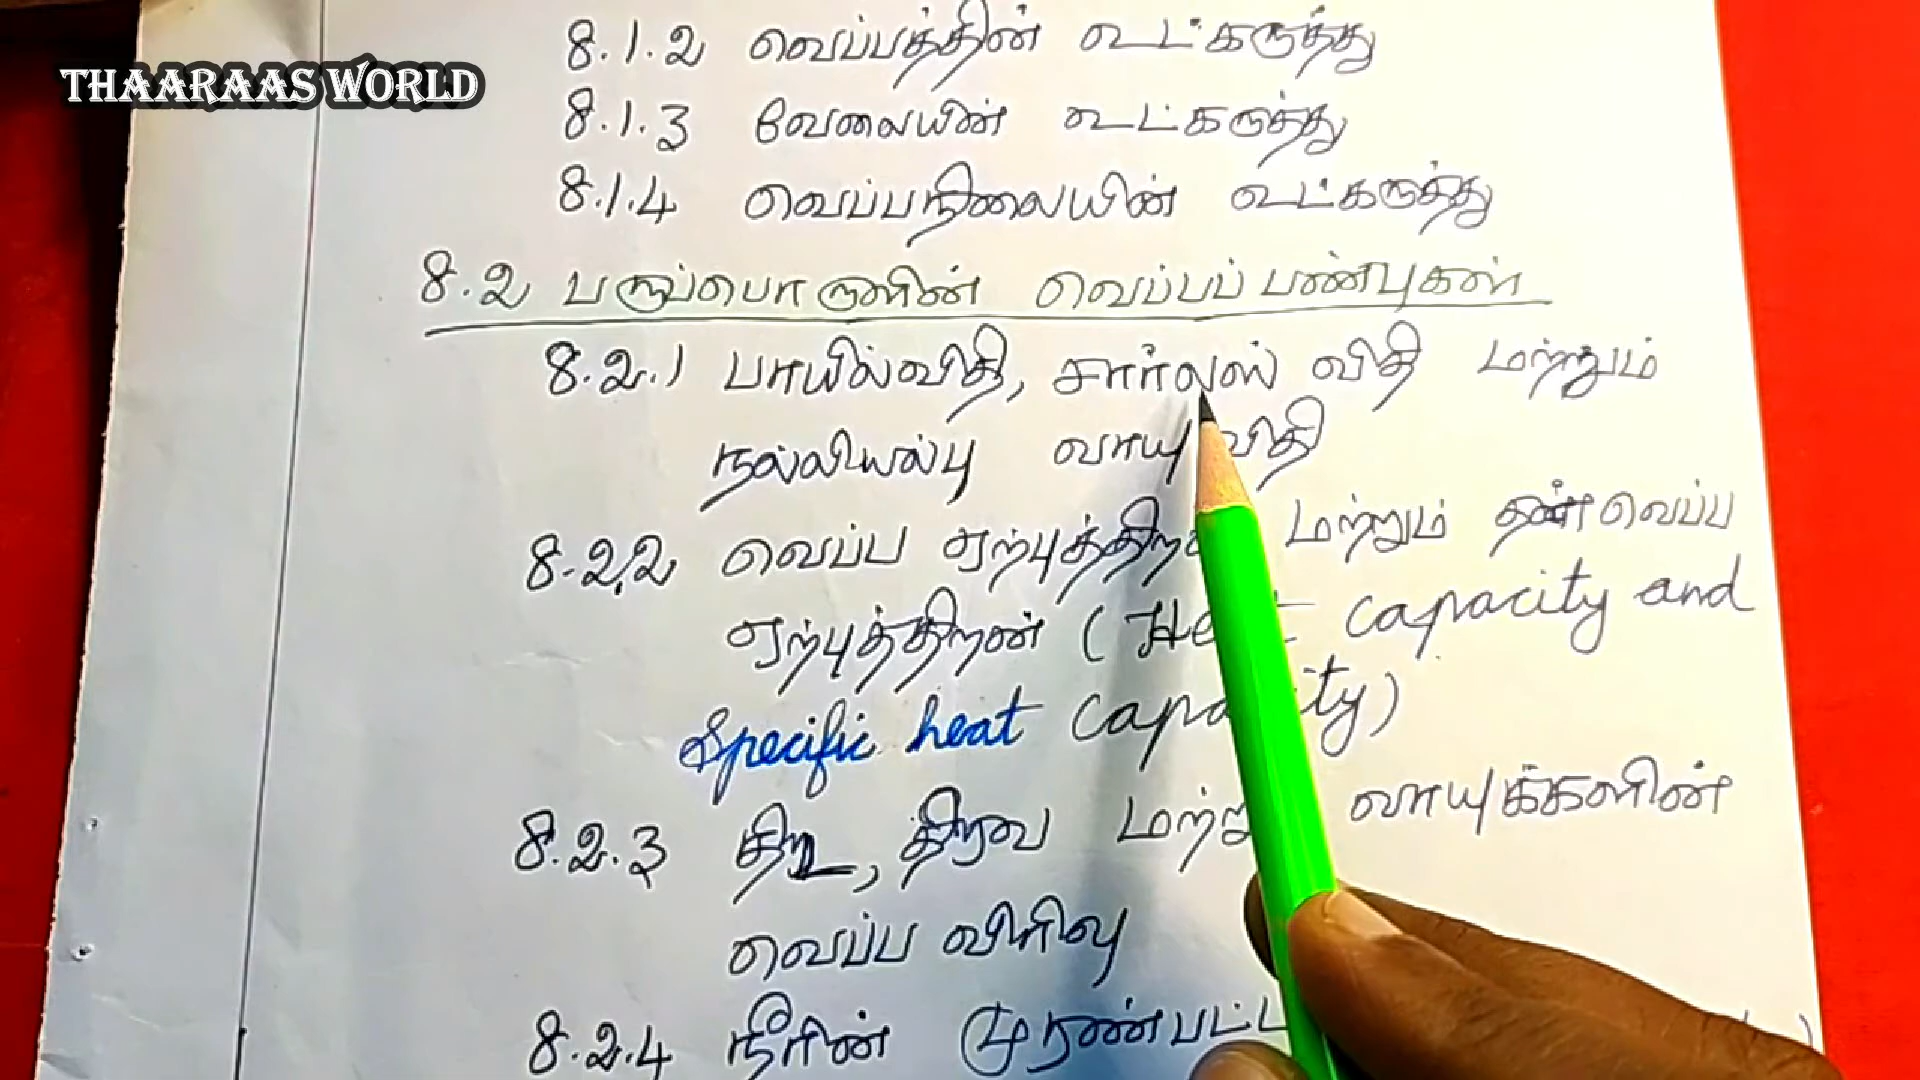 THAARAAS WORLD
8.1.2 வெப்பத்தின் உட்கருத்து
8.1.3 வேலையின் உட்கருத்து
8.1.4 வெப்பநிலையின் உட்கருத்து
8.2 பருப்பொருளின் வெப்பப் பண்புகள்
8.2.1 பாயில்விதி, சார்லஸ் விதி மற்றும்
நல்லியல்பு வாயு விதி
8.2.2 வெப்ப ஏற்புத்திறன் மற்றும் தன்வெப்ப
ஏற்புத்திறன் (Heat capacity and
Specific heat capacity)
8.2.3 திட, திரவ மற்றும் வாயுக்களின்
வெப்ப விரிவு
8.2.4 நீரின் முரண்பட்ட